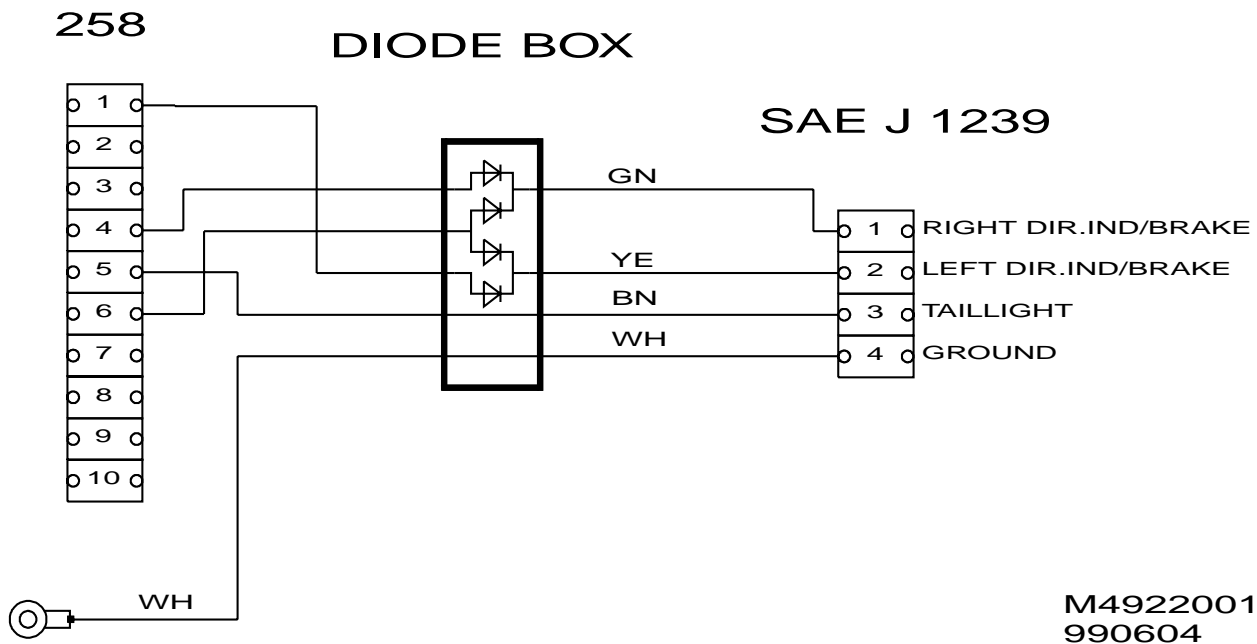 258
DIODE BOX
SAE J 1239
1
2
3
4
5
6
7
8
9
10
GN
YE
BN
WH
1 RIGHT DIR.IND/BRAKE
2 LEFT DIR.IND/BRAKE
3 TAILLIGHT
4 GROUND
WH
M4922001
990604